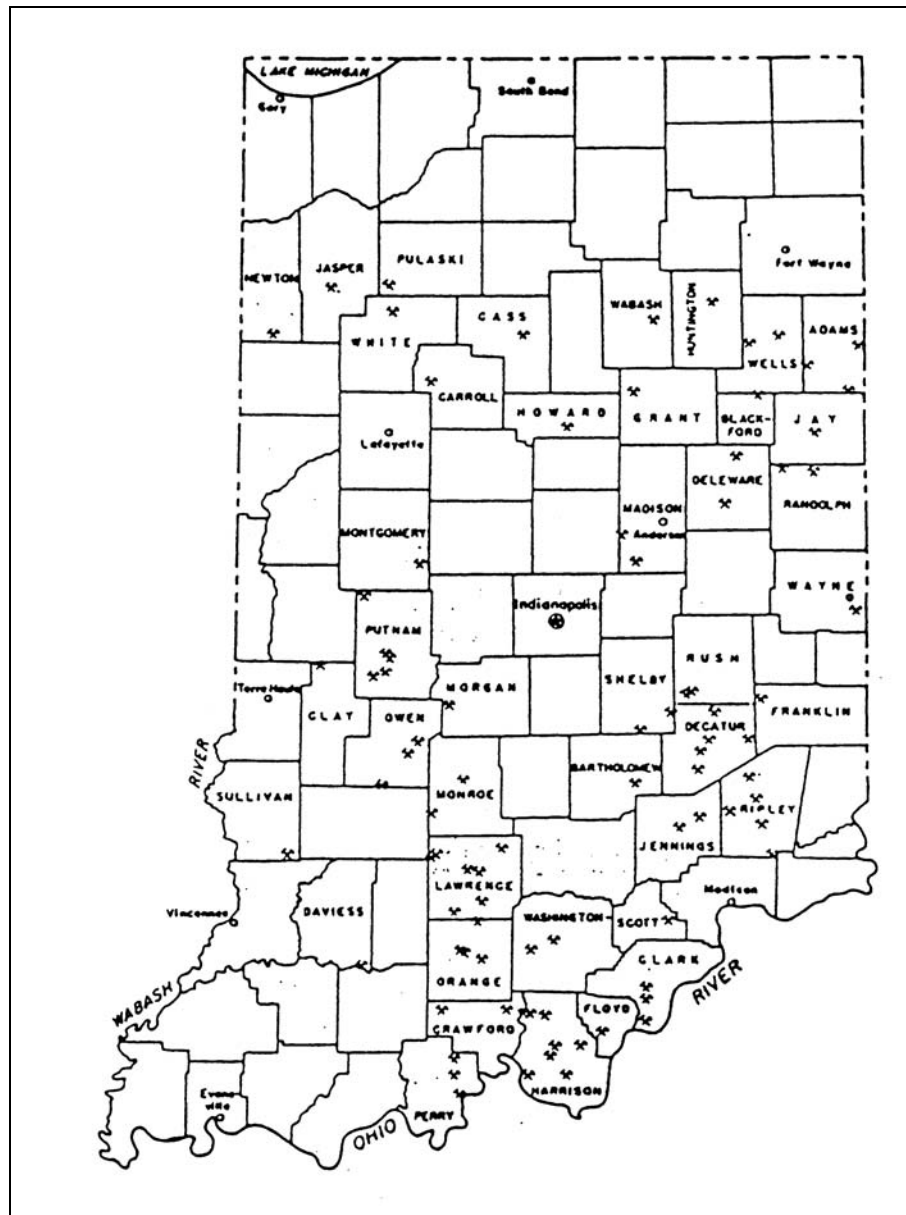 LAKE MICHIGAN
Gary
South Bend
Fort Wayne
NEWTON
JASPER
PULASKI
WHITE
CASS
WABASH
HUNTINGTON
WELLS
ADAMS
CARROLL
HOWARD
GRANT
BLACK-
FORD
JAY
Lafayette
MONTGOMERY
MADISON
Anderson
DELEWARE
RANDOLPH
WAYNE
Indianapolis
PUTNAM
Terre Haute
CLAY
OWEN
MORGAN
SHELBY
RUSH
FRANKLIN
DECATUR
RIVER
SULLIVAN
MONROE
BARTHOLOMEW
RIPLEY
JENNINGS
LAWRENCE
Vincennes
DAVIESS
WASHINGTON
SCOTT
Madison
ORANGE
CLARK
RIVER
WABASH
CRAWFORD
FLOYD
HARRISON
Evans-
ville
PERRY
OHIO